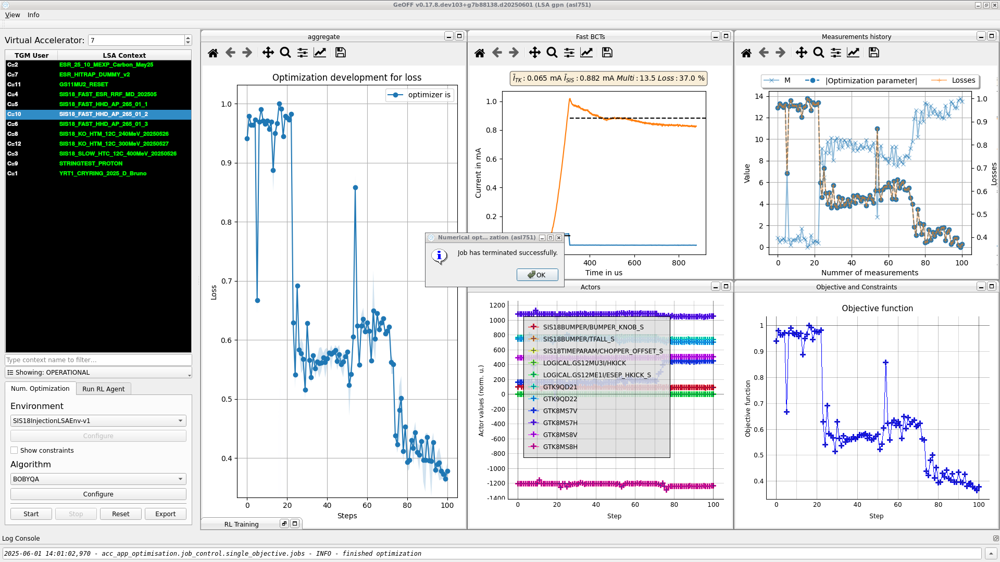 GeOFF v0.17.8.dev103+g7b88138.d20250601 (LSA gpn (asl751)
View Info
Virtual Accelerator: 7
TGM User LSA Context
C=2 ESR_25_10_MEXP_Carbon_May25
C=7 ESR_HITRAP_DUMMY_v2
C=11 GS11MU2_RESET
C=4 SIS18_FAST_ESR_RRF_MD_202505
C=5 SIS18_FAST_HHD_AP_265_01_1
C=10 SIS18_FAST_HHD_AP_265_01_2
C=6 SIS18_FAST_HHD_AP_265_01_3
C=8 SIS18_KO_HTM_12C_240MeV_20250526
C=12 SIS18_KO_HTM_12C_300MeV_20250527
C=3 SIS18_SLOW_HTC_12C_400MeV_20250526
C=9 STRINGTEST_PROTON
C=1 YRT1_CRYRING_2025_D_Bruno
Type context name to filter...
Showing: OPERATIONAL
Num. Optimization Run RL Agent
Environment
SIS18InjectionLSAEnv-v1
Configure
Show constraints
Algorithm
BOBYQA
Configure
Start Stop Reset Export
aggregate
Optimization development for loss
optimizer is
1.0
0.9
0.8
0.7
0.6
0.5
0.4
Loss
0 20 40 60 80 100
Steps
RL Training
Fast BCTs
Ī_TK : 0.065 mA Ī_SIS : 0.882 mA Multi : 13.5 Loss : 37.0 %
1.0
0.8
0.6
0.4
0.2
Current in mA
400 600 800
Time in us
Numerical opt... zation (asl751)
Job has terminated successfully.
OK
Measurements history
M |Optimization parameter| Losses
14
12
10
8
6
4
2
0
Value
1.0
0.9
0.8
0.7
0.6
0.5
0.4
Losses
0 20 40 60 80 100
Nummer of measurements
Actors
1200
1000
800
600
400
200
0
-200
-400
-600
-800
-1000
-1200
-1400
Actor values (norm. u.)
SIS18BUMPER/BUMPER_KNOB_S
SIS18BUMPER/TFALL_S
SIS18TIMEPARAM/CHOPPER_OFFSET_S
LOGICAL.GS12MU3I/HKICK
LOGICAL.GS12ME1I/ESEP_HKICK_S
GTK9QD21
GTK9QD22
GTK8MS7V
GTK8MS7H
GTK8MS8V
GTK8MS8H
0 20 40 60 80 100
Step
Objective and Constraints
Objective function
1
0.9
0.8
0.7
0.6
0.5
0.4
Objective function
0 20 40 60 80 100
Step
Log Console
2025-06-01 14:01:02,970 - acc_app_optimisation.job_control.single_objective.jobs - INFO - finished optimization